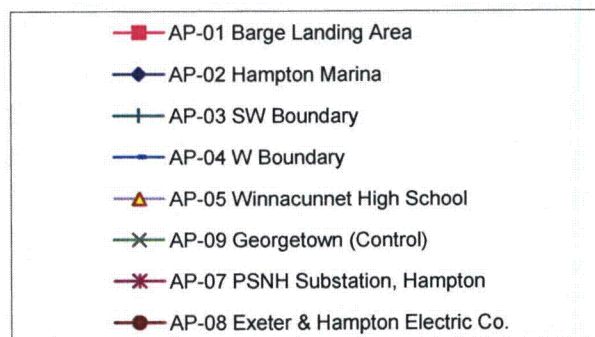 AP-01 Barge Landing Area
AP-02 Hampton Marina
AP-03 SW Boundary
AP-04 W Boundary
AP-05 Winnacunnet High School
AP-09 Georgetown (Control)
AP-07 PSNH Substation, Hampton
AP-08 Exeter & Hampton Electric Co.